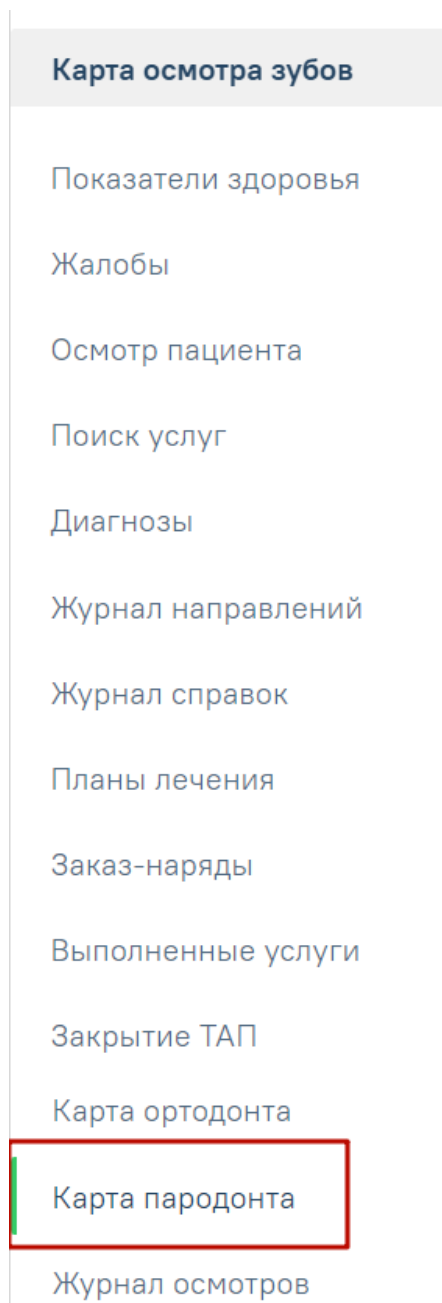 Карта осмотра зубов
Показатели здоровья
Жалобы
Осмотр пациента
Поиск услуг
Диагнозы
Журнал направлений
Журнал справок
Планы лечения
Заказ-наряды
Выполненные услуги
Закрытие ТАП
Карта ортодонта
Карта пародонта
Журнал осмотров